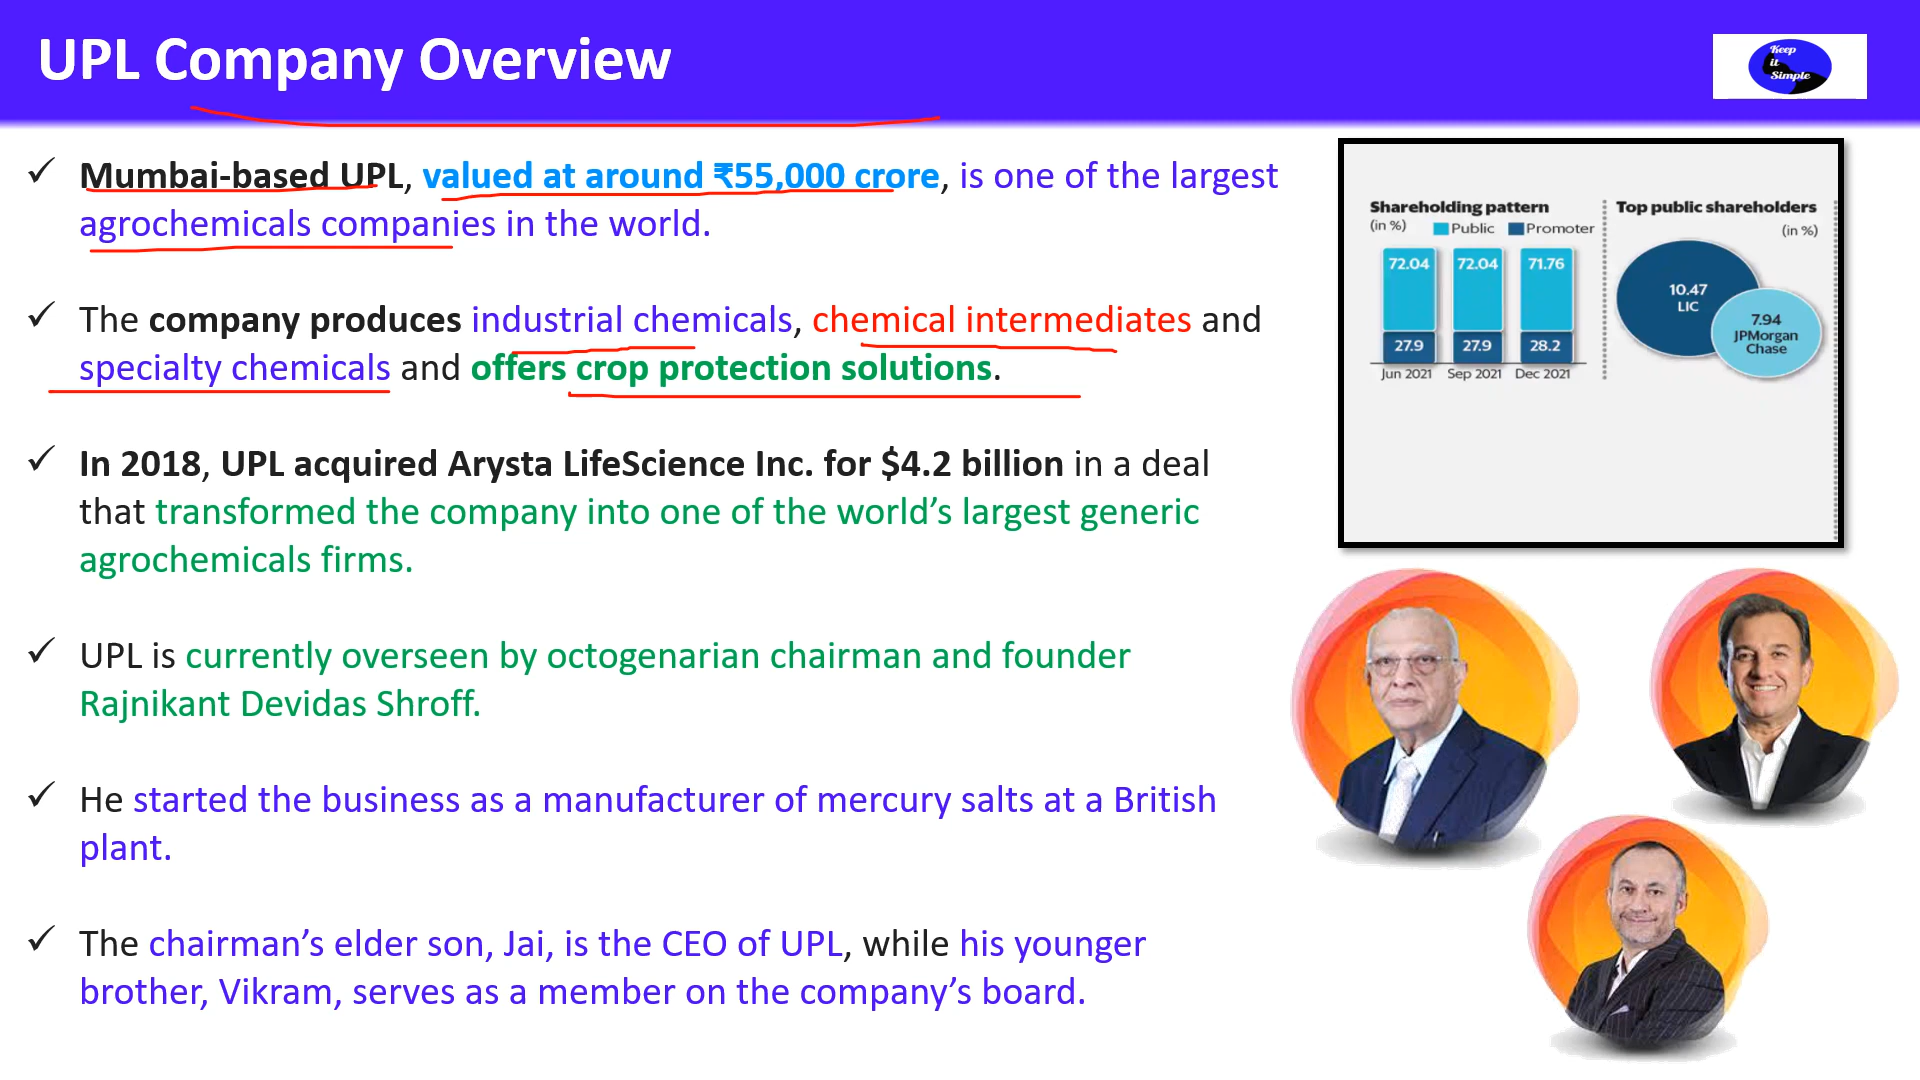 UPL Company Overview
Keep
it
Simple
✓ Mumbai-based UPL, valued at around ₹55,000 crore, is one of the largest
agrochemicals companies in the world.
✓ The company produces industrial chemicals, chemical intermediates and
specialty chemicals and offers crop protection solutions.
✓ In 2018, UPL acquired Arysta LifeScience Inc. for $4.2 billion in a deal
that transformed the company into one of the world’s largest generic
agrochemicals firms.
✓ UPL is currently overseen by octogenarian chairman and founder
Rajnikant Devidas Shroff.
✓ He started the business as a manufacturer of mercury salts at a British
plant.
✓ The chairman’s elder son, Jai, is the CEO of UPL, while his younger
brother, Vikram, serves as a member on the company’s board.
Shareholding pattern
(in %) Public Promoter
72.04 72.04 71.76
27.9 27.9 28.2
Jun 2021 Sep 2021 Dec 2021
Top public shareholders
(in %)
10.47
LIC
7.94
JPMorgan
Chase